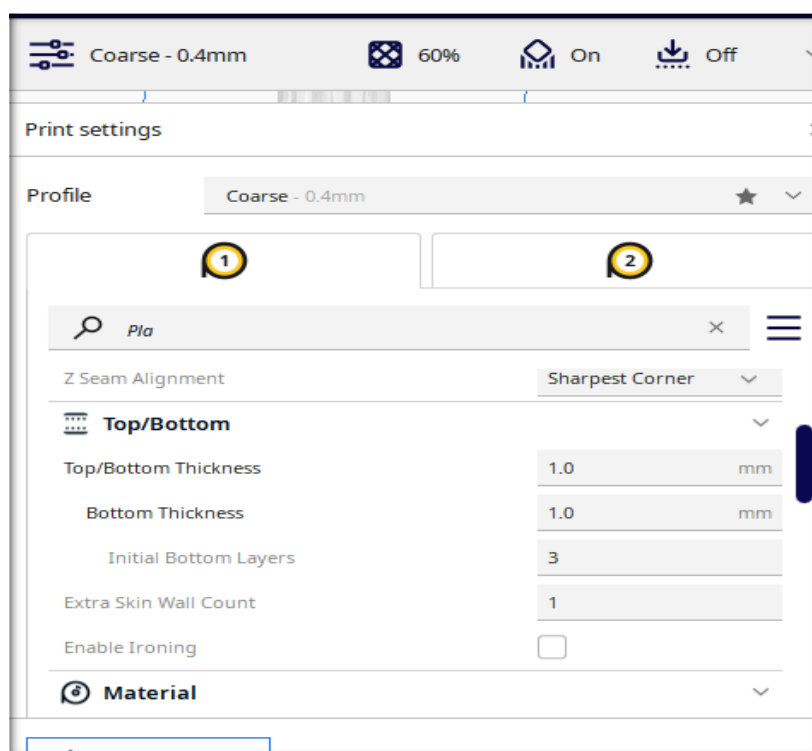 Coarse - 0.4mm 60% On Off
Print settings
Profile Coarse - 0.4mm
1 2
Pla
Z Seam Alignment Sharpest Corner
Top/Bottom
Top/Bottom Thickness 1.0 mm
Bottom Thickness 1.0 mm
Initial Bottom Layers 3
Extra Skin Wall Count 1
Enable Ironing
Material